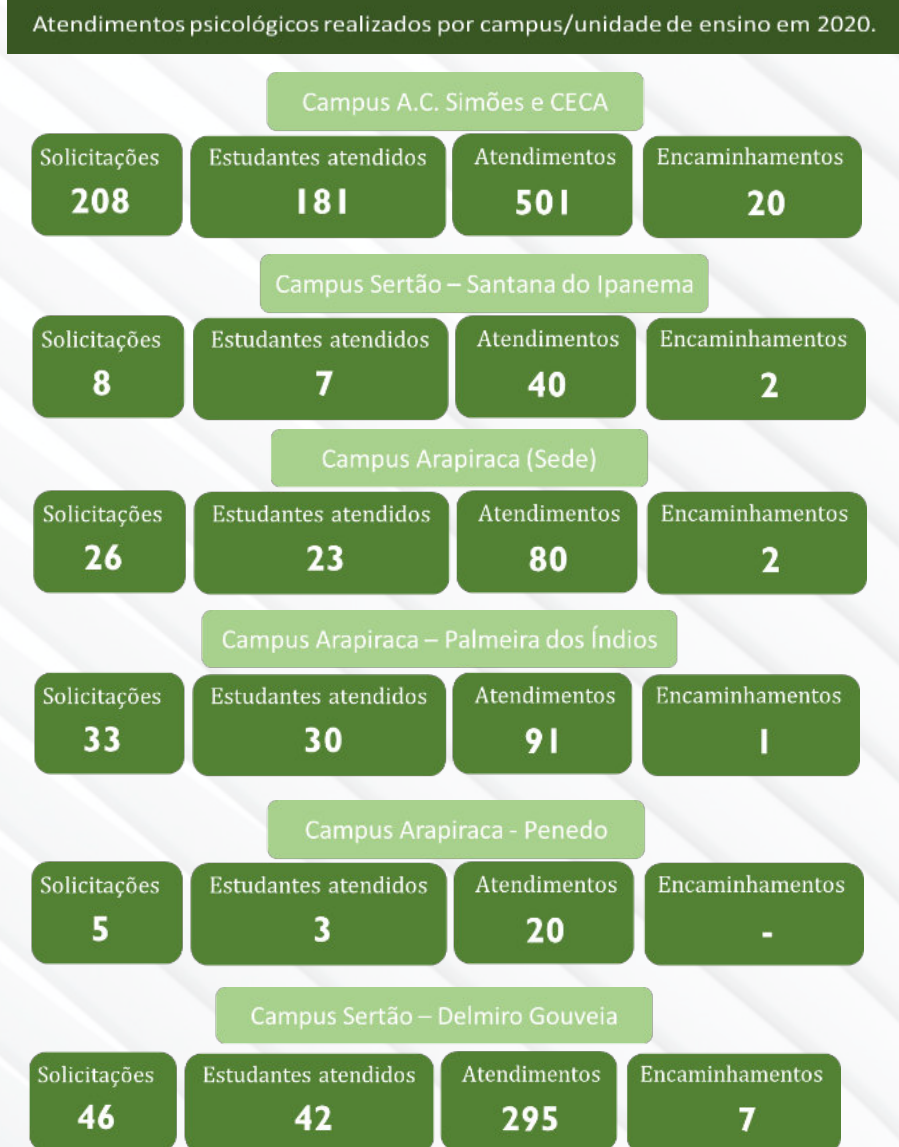 Atendimentos psicológicos realizados por campus/unidade de ensino em 2020.
Campus A.C. Simões e CECA
Solicitações Estudantes atendidos Atendimentos Encaminhamentos
208 181 501 20
Campus Sertão – Santana do Ipanema
Solicitações Estudantes atendidos Atendimentos Encaminhamentos
8 7 40 2
Campus Arapiraca (Sede)
Solicitações Estudantes atendidos Atendimentos Encaminhamentos
26 23 80 2
Campus Arapiraca – Palmeira dos Índios
Solicitações Estudantes atendidos Atendimentos Encaminhamentos
33 30 91 1
Campus Arapiraca - Penedo
Solicitações Estudantes atendidos Atendimentos Encaminhamentos
5 3 20 -
Campus Sertão – Delmiro Gouveia
Solicitações Estudantes atendidos Atendimentos Encaminhamentos
46 42 295 7